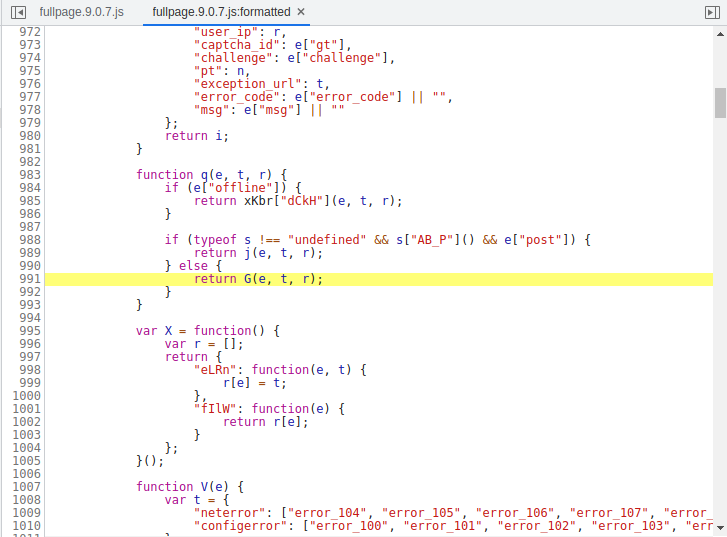 fullpage.9.0.7.js fullpage.9.0.7.js:formatted ×
972 "user_ip": r,
973 "captcha_id": e["gt"],
974 "challenge": e["challenge"],
975 "pt": n,
976 "exception_url": t,
977 "error_code": e["error_code"] || "",
978 "msg": e["msg"] || ""
979 };
980 return i;
981 }
982
983 function q(e, t, r) {
984 if (e["offline"]) {
985 return xKbr["dCkH"](e, t, r);
986 }
987
988 if (typeof s !== "undefined" && s["AB_P"]() && e["post"]) {
989 return j(e, t, r);
990 } else {
991 return G(e, t, r);
992 }
993 }
994
995 var X = function() {
996 var r = [];
997 return {
998 "eLRn": function(e, t) {
999 r[e] = t;
1000 },
1001 "fIlW": function(e) {
1002 return r[e];
1003 }
1004 };
1005 }();
1006
1007 function V(e) {
1008 var t = {
1009 "neterror": ["error_104", "error_105", "error_106", "error_107", "error_
1010 "configerror": ["error_100", "error_101", "error_102", "error_103", "err